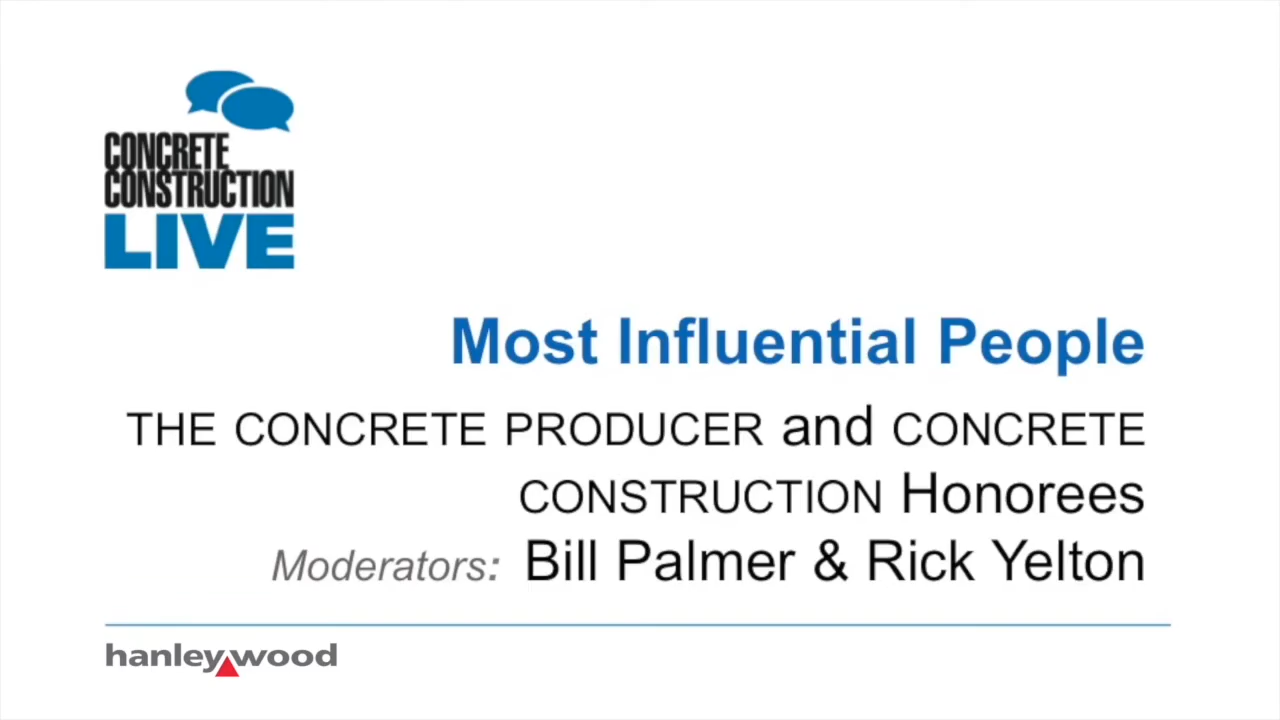 CONCRETE
CONSTRUCTION
LIVE
Most Influential People
THE CONCRETE PRODUCER and CONCRETE
CONSTRUCTION Honorees
Moderators: Bill Palmer & Rick Yelton
hanley wood